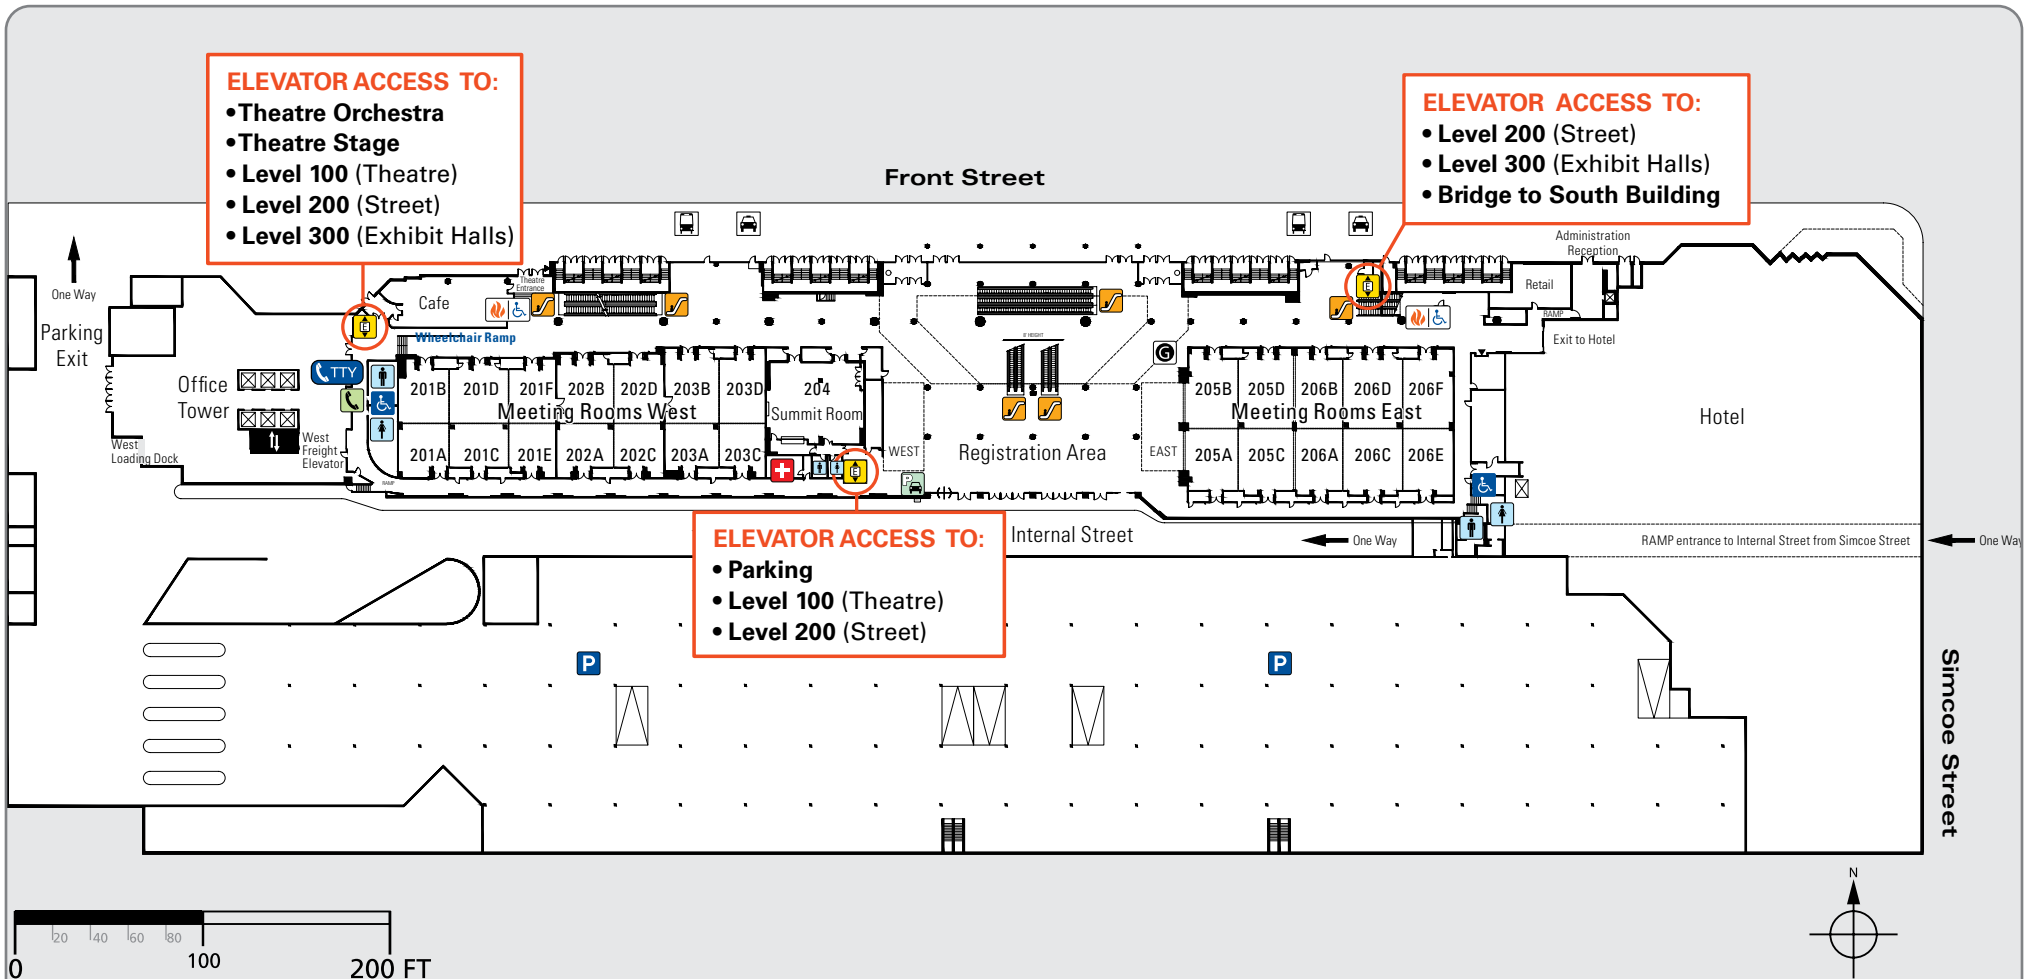 ELEVATOR ACCESS TO:
•Theatre Orchestra
•Theatre Stage
• Level 100 (Theatre)
• Level 200 (Street)
• Level 300 (Exhibit Halls)
ELEVATOR ACCESS TO:
• Level 200 (Street)
• Level 300 (Exhibit Halls)
• Bridge to South Building
Front Street
One Way
Parking
Exit
Office
Tower
West
Loading Dock
West
Freight
Elevator
RAMP
TTY
E
Cafe
Theatre
Entrance
Wheelchair Ramp
201B
201D
201F
202B
202D
203B
203D
204
Summit Room
Meeting Rooms West
201A
201C
201E
202A
202C
203A
203C
E
P
WEST
Registration Area
EAST
8' HEIGHT
G
E
205B
205D
206B
206D
206F
Meeting Rooms East
205A
205C
206A
206C
206E
Administration
Reception
Retail
RAMP
Exit to Hotel
Hotel
ELEVATOR ACCESS TO:
• Parking
• Level 100 (Theatre)
• Level 200 (Street)
Internal Street
One Way
RAMP entrance to Internal Street from Simcoe Street
One Way
P
P
Simcoe Street
N
20
40
60
80
0
100
200 FT